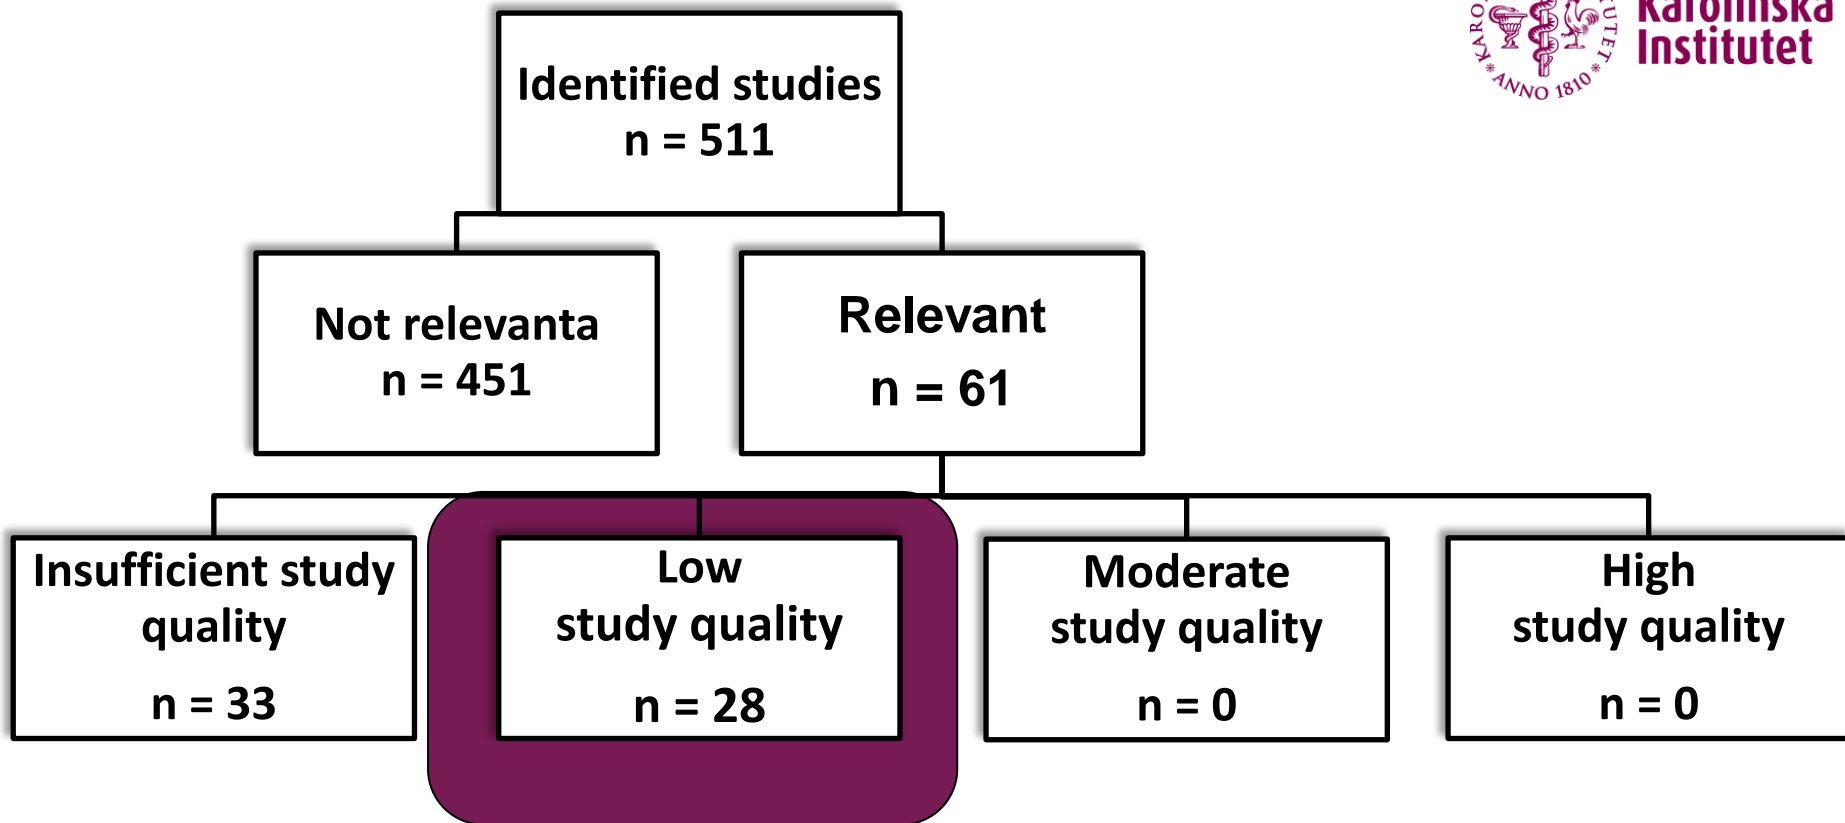 Karolinska
Institutet
ANNO 1810
Identified studies
n = 511
Not relevanta
n = 451
Relevant
n = 61
Insufficient study
quality
n = 33
Low
study quality
n = 28
Moderate
study quality
n = 0
High
study quality
n = 0